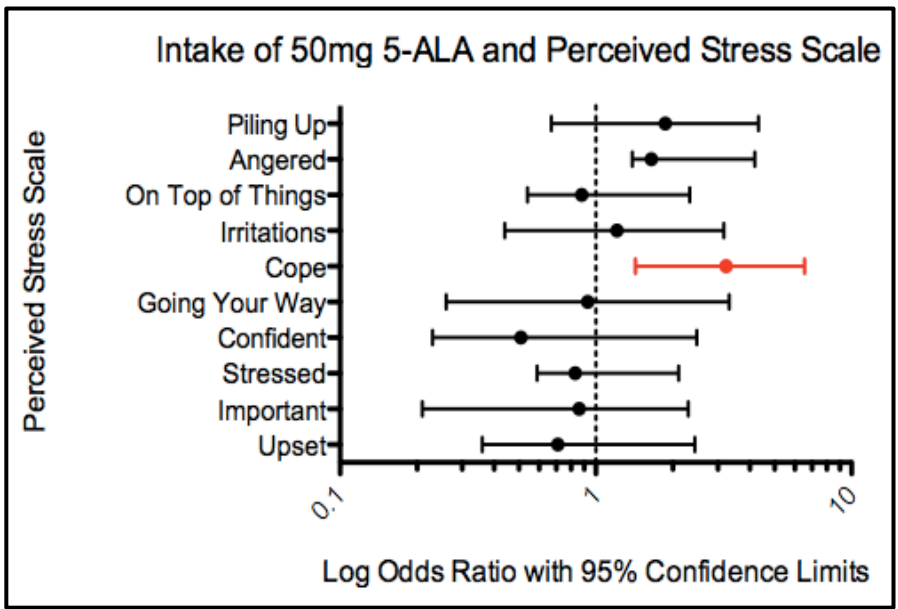 Intake of 50mg 5-ALA and Perceived Stress Scale
Perceived Stress Scale
Piling Up
Angered
On Top of Things
Irritations
Cope
Going Your Way
Confident
Stressed
Important
Upset
0.1 1 10
Log Odds Ratio with 95% Confidence Limits